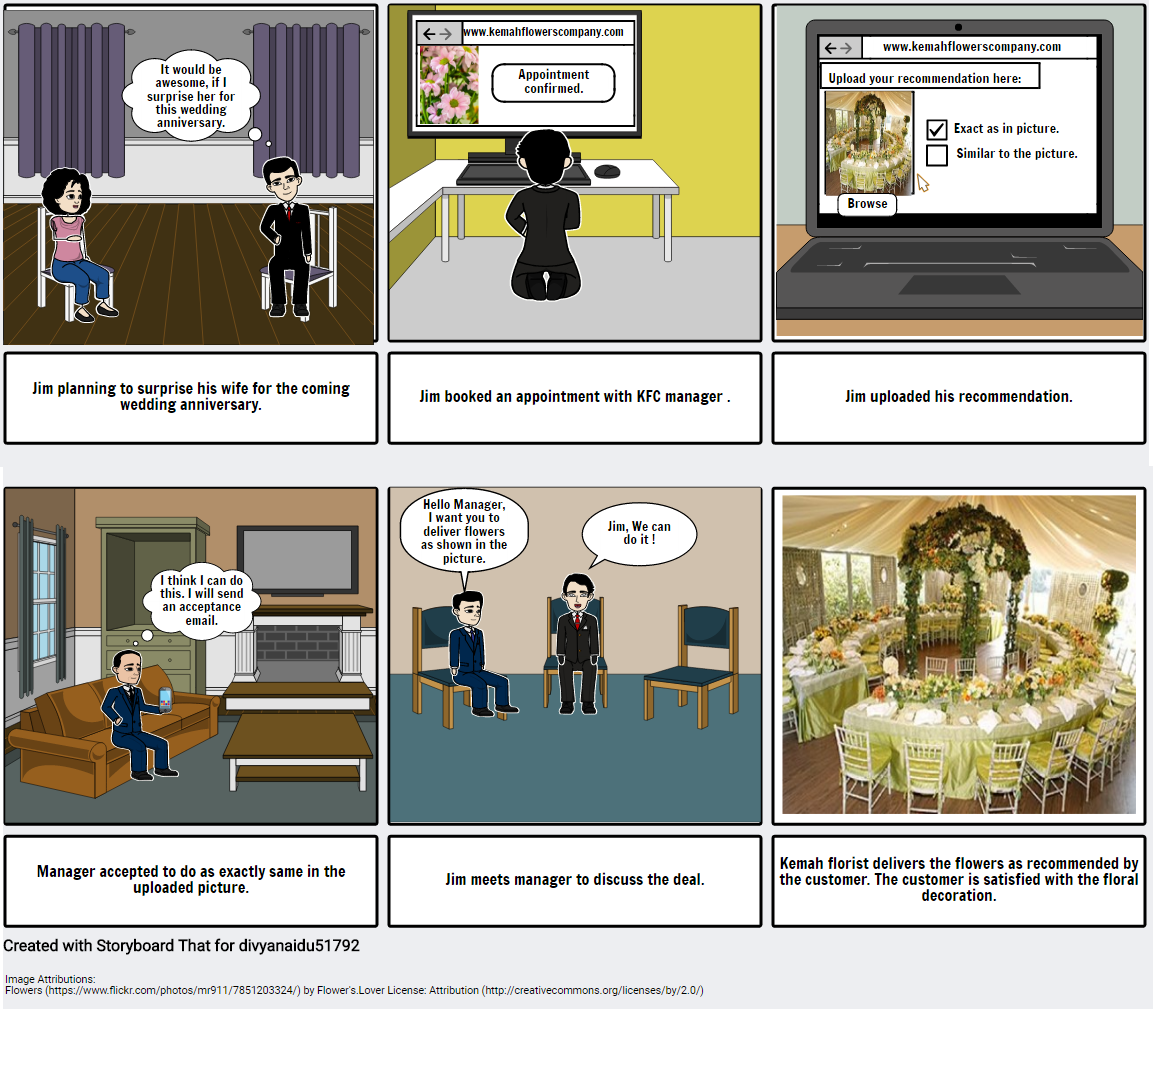 It would be
awesome, if I
surprise her for
this wedding
anniversary.
www.kemahflowerscompany.com
Appointment
confirmed.
www.kemahflowerscompany.com
Upload your recommendation here:
Exact as in picture.
Similar to the picture.
Browse
Jim planning to surprise his wife for the coming
wedding anniversary.
Jim booked an appointment with KFC manager .
Jim uploaded his recommendation.
I think I can do
this. I will send
an acceptance
email.
Hello Manager,
I want you to
deliver flowers
as shown in the
picture.
Jim, We can
do it !
Manager accepted to do as exactly same in the
uploaded picture.
Jim meets manager to discuss the deal.
Kemah florist delivers the flowers as recommended by
the customer. The customer is satisfied with the floral
decoration.
Created with Storyboard That for divyanaidu51792
Image Attributions:
Flowers (https://www.flickr.com/photos/mr911/7851203324/) by Flower's.Lover License: Attribution (http://creativecommons.org/licenses/by/2.0/)